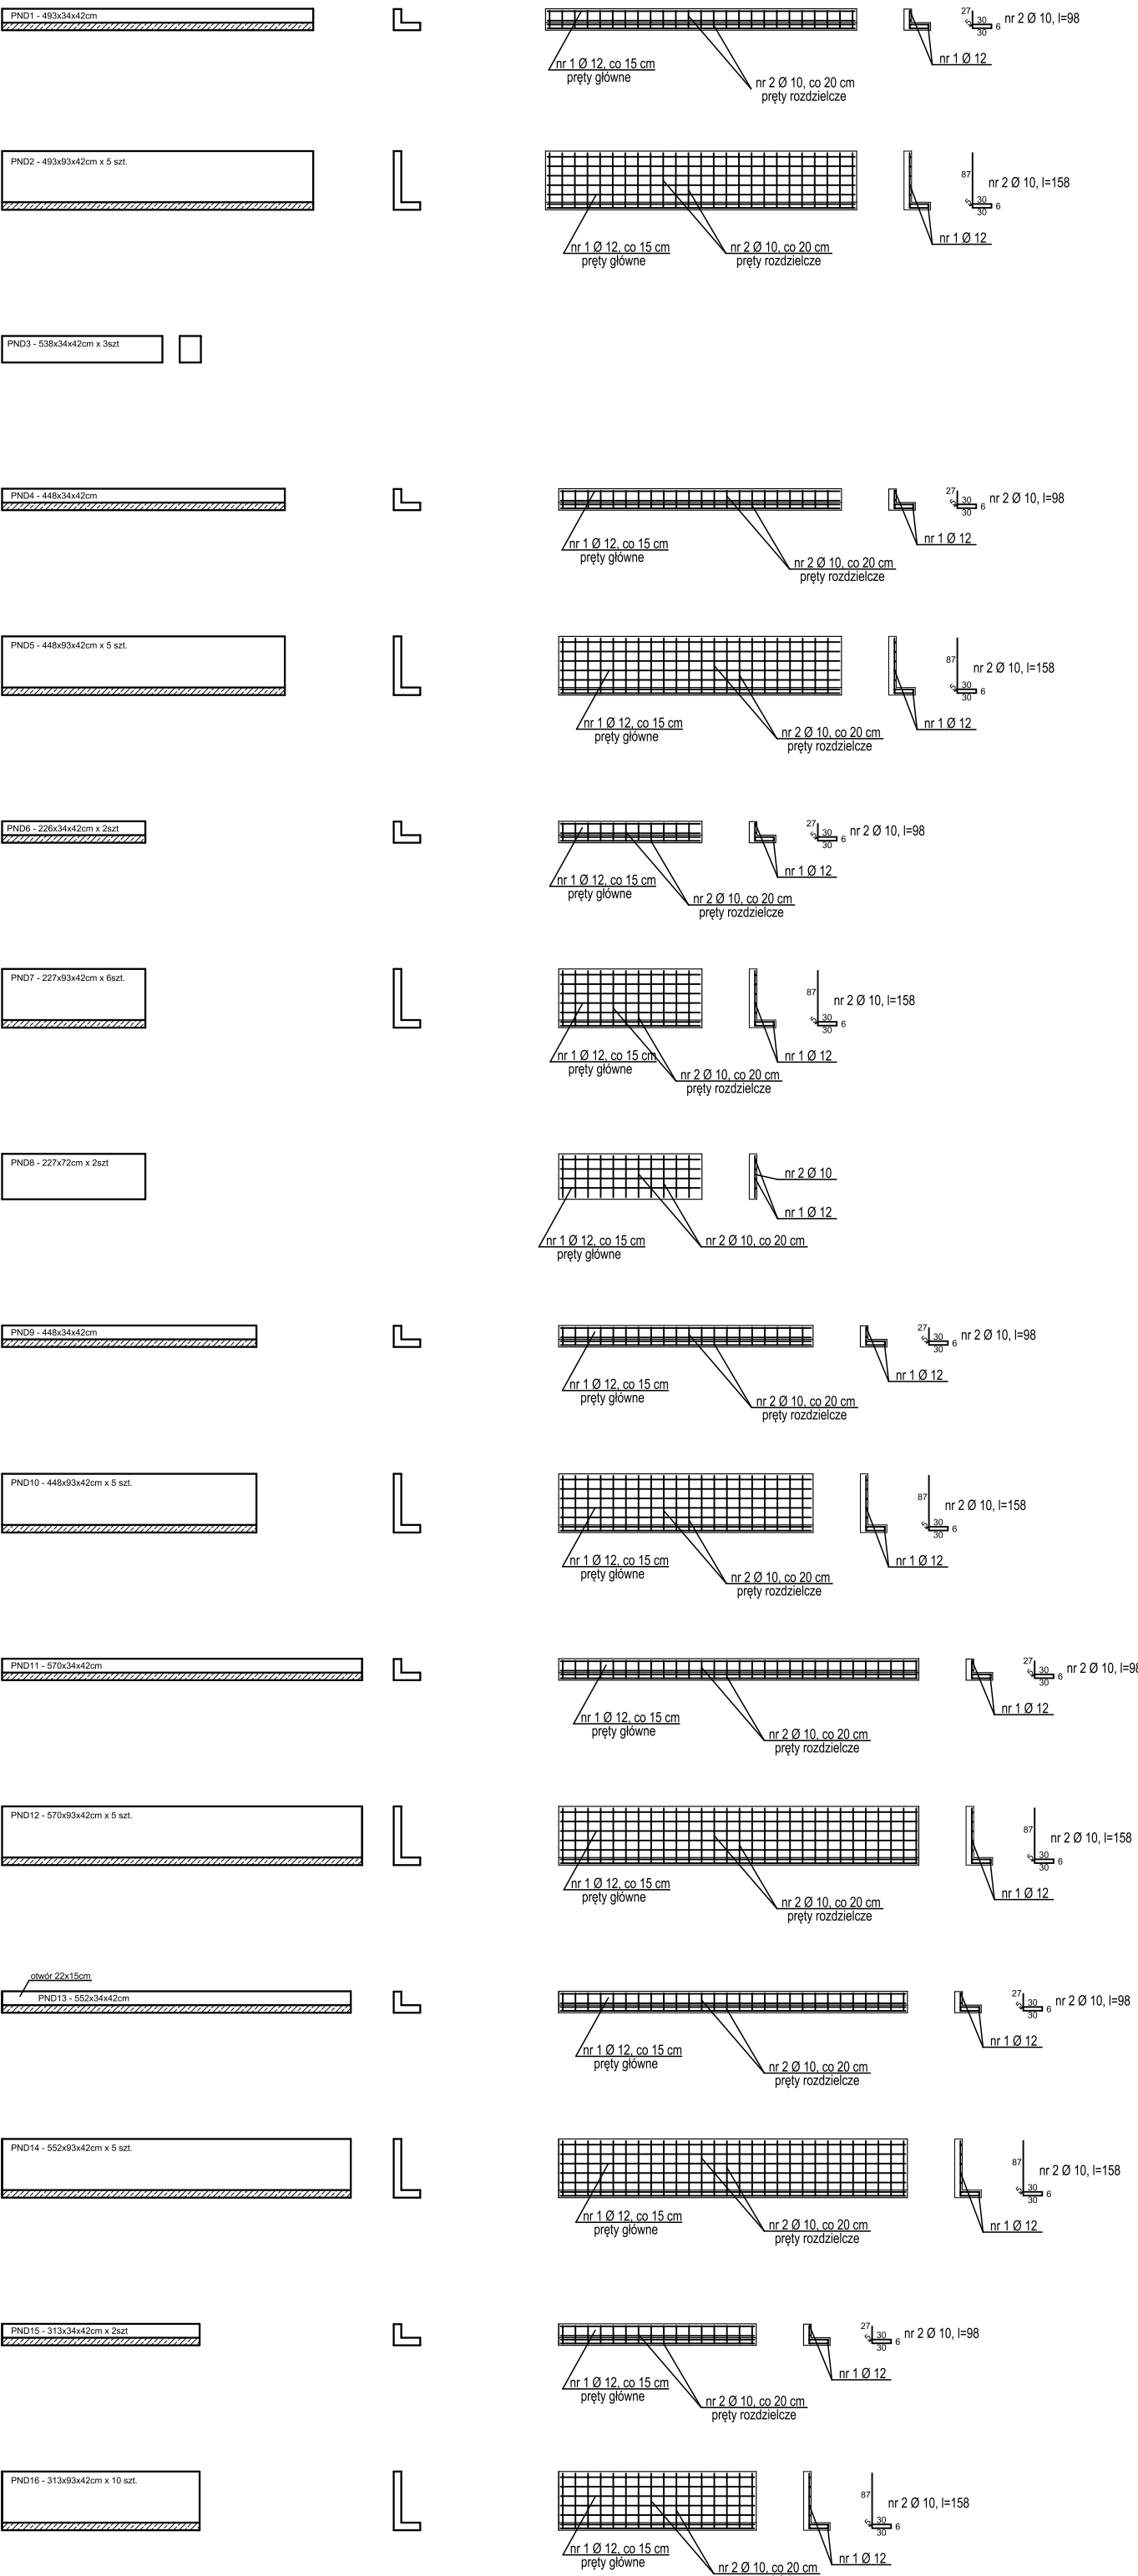 PND1 - 493x34x42cm
nr 1 Ø 12, co 15 cm
pręty główne
nr 2 Ø 10, co 20 cm
pręty rozdzielcze
27
30
5
30
6
nr 2 Ø 10, l=98
nr 1 Ø 12
PND2 - 493x93x42cm x 5 szt.
nr 1 Ø 12, co 15 cm
pręty główne
nr 2 Ø 10, co 20 cm
pręty rozdzielcze
87
30
5
30
6
nr 2 Ø 10, l=158
nr 1 Ø 12
PND3 - 538x34x42cm x 3szt
PND4 - 448x34x42cm
nr 1 Ø 12, co 15 cm
pręty główne
nr 2 Ø 10, co 20 cm
pręty rozdzielcze
27
30
5
30
6
nr 2 Ø 10, l=98
nr 1 Ø 12
PND5 - 448x93x42cm x 5 szt.
nr 1 Ø 12, co 15 cm
pręty główne
nr 2 Ø 10, co 20 cm
pręty rozdzielcze
87
30
5
30
6
nr 2 Ø 10, l=158
nr 1 Ø 12
PND6 - 226x34x42cm x 2szt
nr 1 Ø 12, co 15 cm
pręty główne
nr 2 Ø 10, co 20 cm
pręty rozdzielcze
27
30
5
30
6
nr 2 Ø 10, l=98
nr 1 Ø 12
PND7 - 227x93x42cm x 6szt.
nr 1 Ø 12, co 15 cm
pręty główne
nr 2 Ø 10, co 20 cm
pręty rozdzielcze
87
30
5
30
6
nr 2 Ø 10, l=158
nr 1 Ø 12
PND8 - 227x72cm x 2szt
nr 1 Ø 12, co 15 cm
pręty główne
nr 2 Ø 10, co 20 cm
nr 2 Ø 10
nr 1 Ø 12
PND9 - 448x34x42cm
nr 1 Ø 12, co 15 cm
pręty główne
nr 2 Ø 10, co 20 cm
pręty rozdzielcze
27
30
5
30
6
nr 2 Ø 10, l=98
nr 1 Ø 12
PND10 - 448x93x42cm x 5 szt.
nr 1 Ø 12, co 15 cm
pręty główne
nr 2 Ø 10, co 20 cm
pręty rozdzielcze
87
30
5
30
6
nr 2 Ø 10, l=158
nr 1 Ø 12
PND11 - 570x34x42cm
nr 1 Ø 12, co 15 cm
pręty główne
nr 2 Ø 10, co 20 cm
pręty rozdzielcze
27
30
5
30
6
nr 2 Ø 10, l=98
nr 1 Ø 12
PND12 - 570x93x42cm x 5 szt.
nr 1 Ø 12, co 15 cm
pręty główne
nr 2 Ø 10, co 20 cm
pręty rozdzielcze
87
30
5
30
6
nr 2 Ø 10, l=158
nr 1 Ø 12
otwór 22x15cm
PND13 - 552x34x42cm
nr 1 Ø 12, co 15 cm
pręty główne
nr 2 Ø 10, co 20 cm
pręty rozdzielcze
27
30
5
30
6
nr 2 Ø 10, l=98
nr 1 Ø 12
PND14 - 552x93x42cm x 5 szt.
nr 1 Ø 12, co 15 cm
pręty główne
nr 2 Ø 10, co 20 cm
pręty rozdzielcze
87
30
5
30
6
nr 2 Ø 10, l=158
nr 1 Ø 12
PND15 - 313x34x42cm x 2szt
nr 1 Ø 12, co 15 cm
pręty główne
nr 2 Ø 10, co 20 cm
pręty rozdzielcze
27
30
5
30
6
nr 2 Ø 10, l=98
nr 1 Ø 12
PND16 - 313x93x42cm x 10 szt.
nr 1 Ø 12, co 15 cm
pręty główne
nr 2 Ø 10, co 20 cm
87
30
5
30
6
nr 2 Ø 10, l=158
nr 1 Ø 12